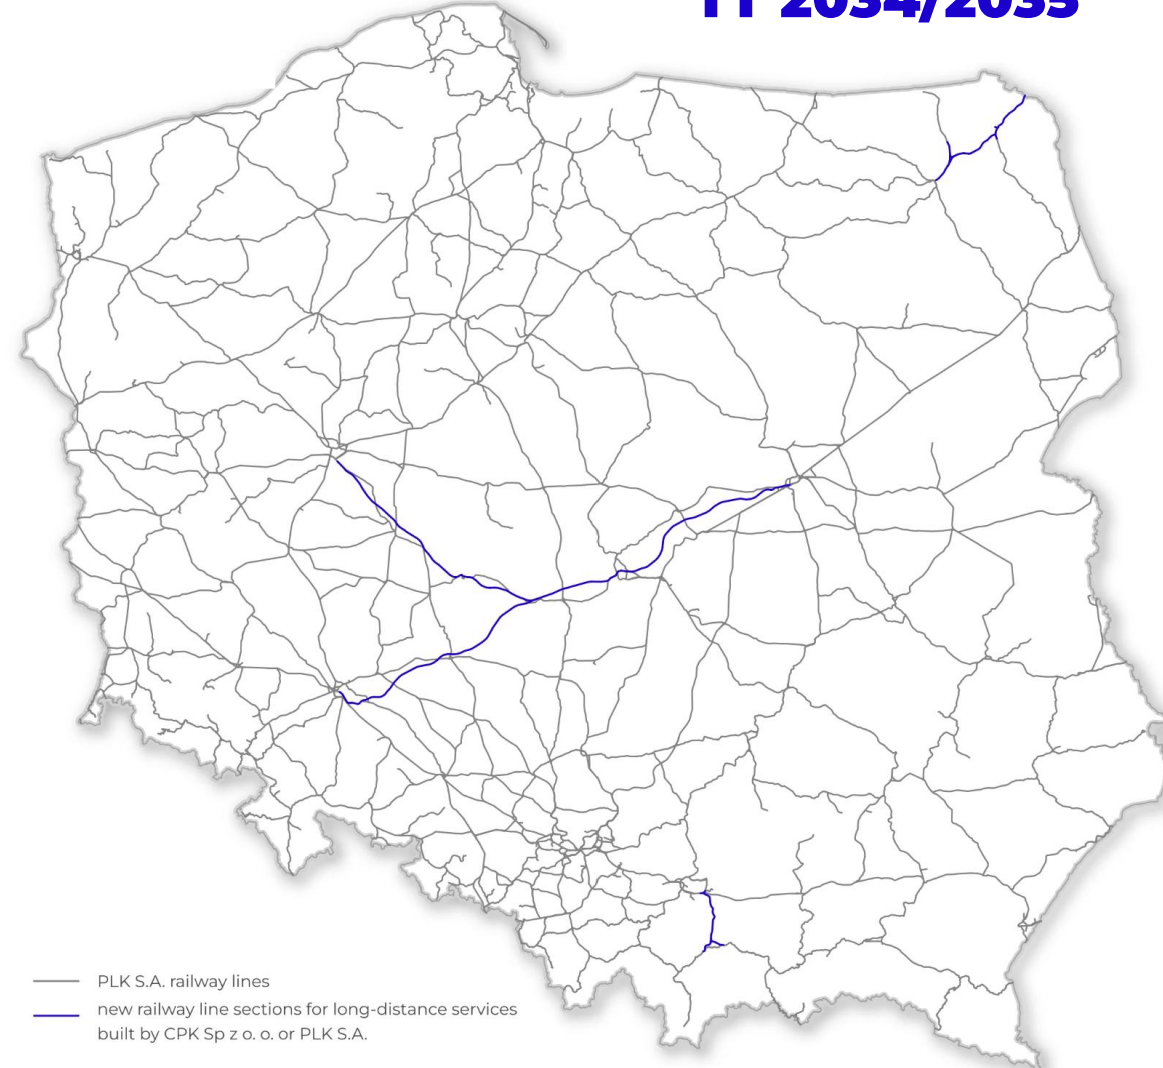 TT 2034/2035
PLK S.A. railway lines
new railway line sections for long-distance services
built by CPK Sp z o. o. or PLK S.A.